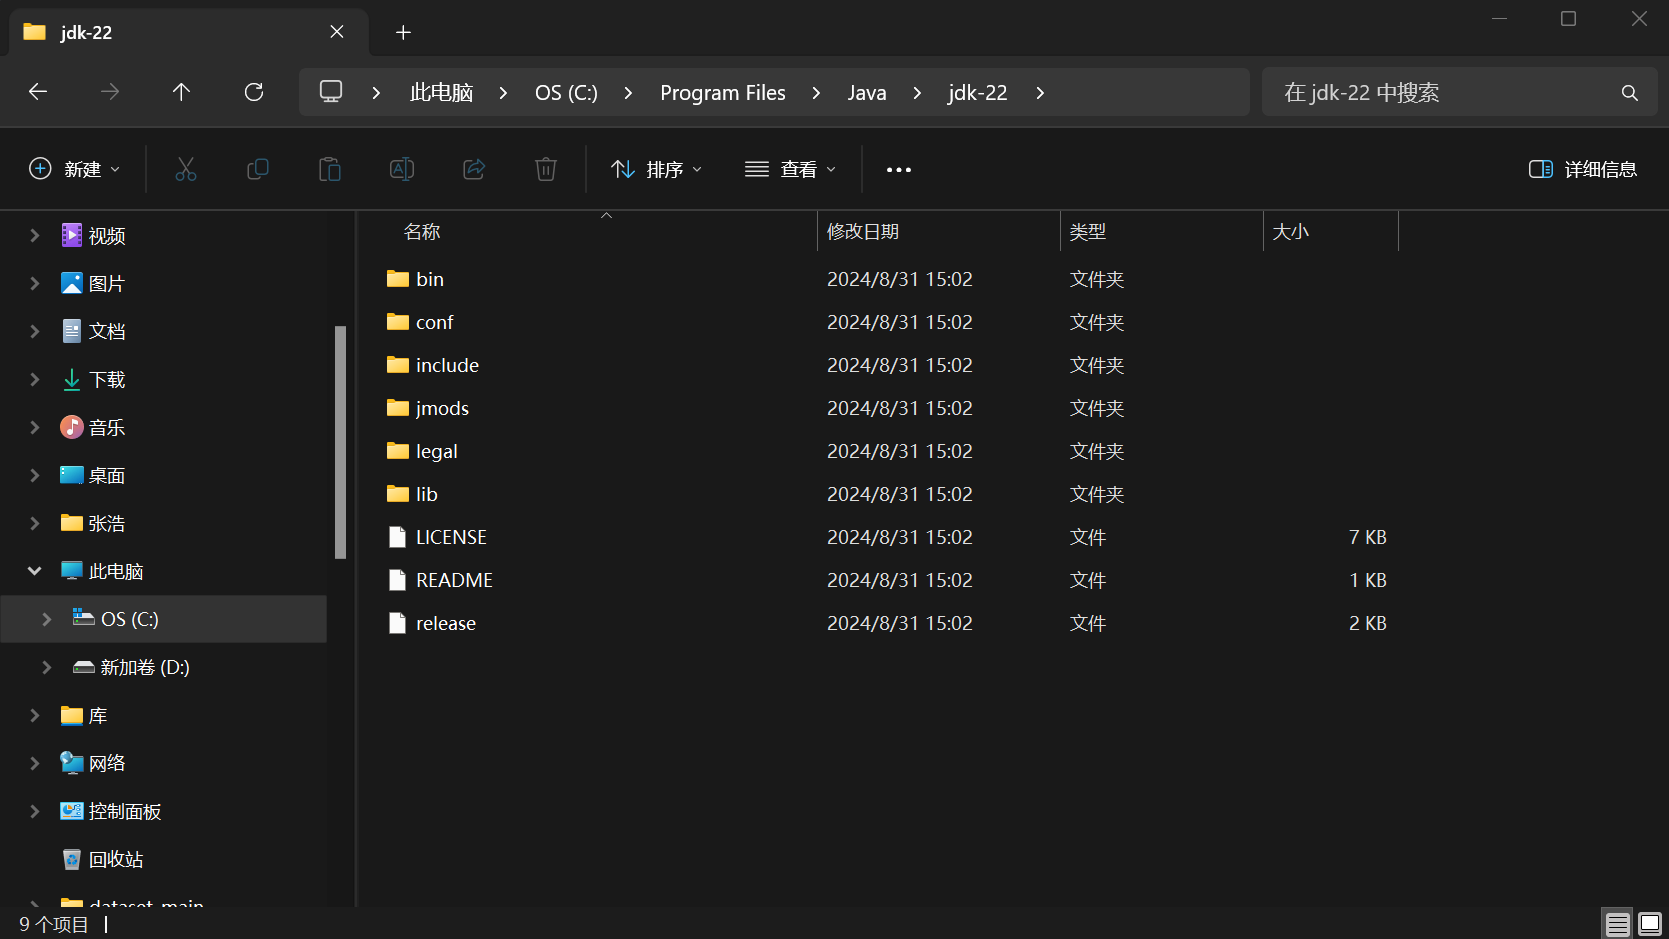 jdk-22
此电脑 OS (C:) Program Files Java jdk-22
在 jdk-22 中搜索
新建 排序 查看 详细信息
视频
图片
文档
下载
音乐
桌面
张浩
此电脑
OS (C:)
新加卷 (D:)
库
网络
控制面板
回收站
dataset_main
名称 修改日期 类型 大小
bin 2024/8/31 15:02 文件夹
conf 2024/8/31 15:02 文件夹
include 2024/8/31 15:02 文件夹
jmods 2024/8/31 15:02 文件夹
legal 2024/8/31 15:02 文件夹
lib 2024/8/31 15:02 文件夹
LICENSE 2024/8/31 15:02 文件 7 KB
README 2024/8/31 15:02 文件 1 KB
release 2024/8/31 15:02 文件 2 KB
9 个项目